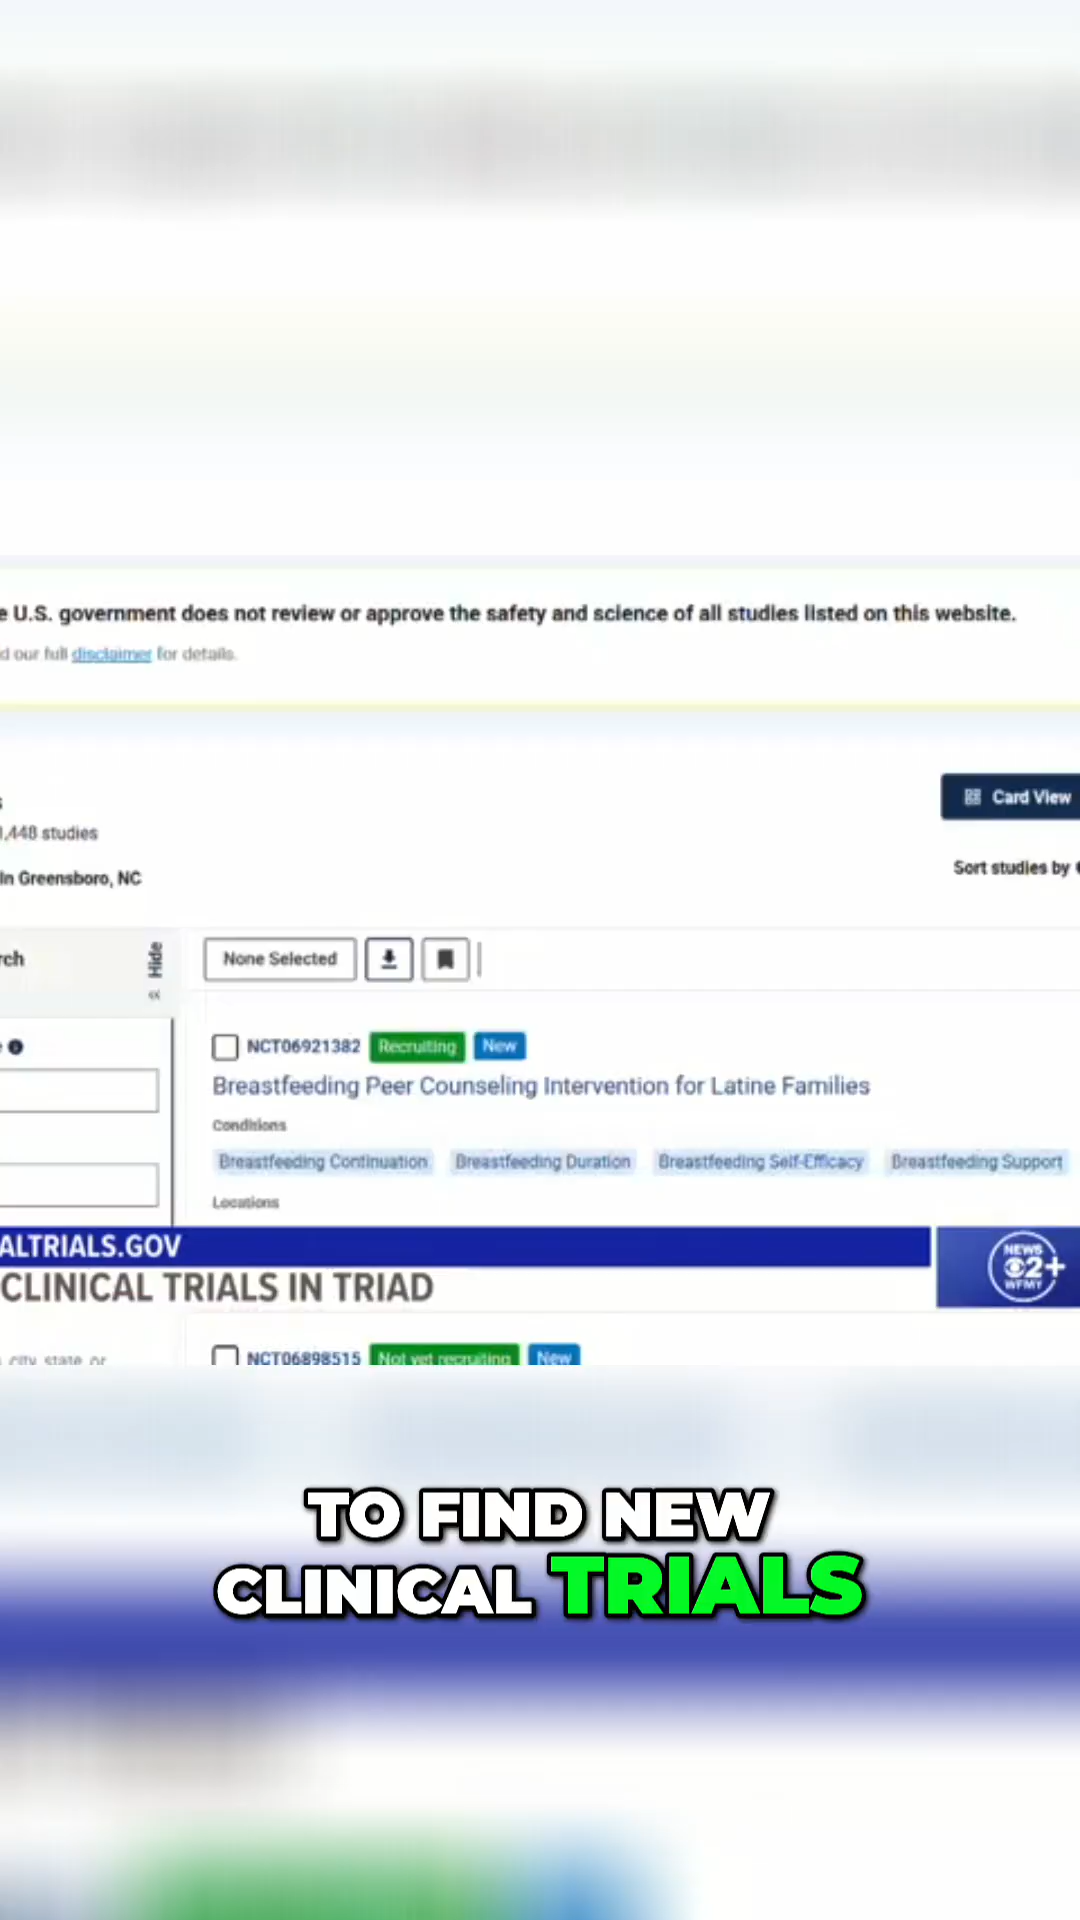 e U.S. government does not review or approve the safety and science of all studies listed on this website.
d our full disclaimer for details.
Card View
s
1,448 studies
In Greensboro, NC
Sort studies by
rch
Hide
«
None Selected
NCT06921382 Recruiting New
Breastfeeding Peer Counseling Intervention for Latine Families
Conditions
Breastfeeding Continuation Breastfeeding Duration Breastfeeding Self-Efficacy Breastfeeding Support
Locations
ALTRIALS.GOV
CLINICAL TRIALS IN TRIAD
NEWS
2+
WFMY
city, state or
NCT06898515 Not yet recruiting New
TO FIND NEW
CLINICAL TRIALS